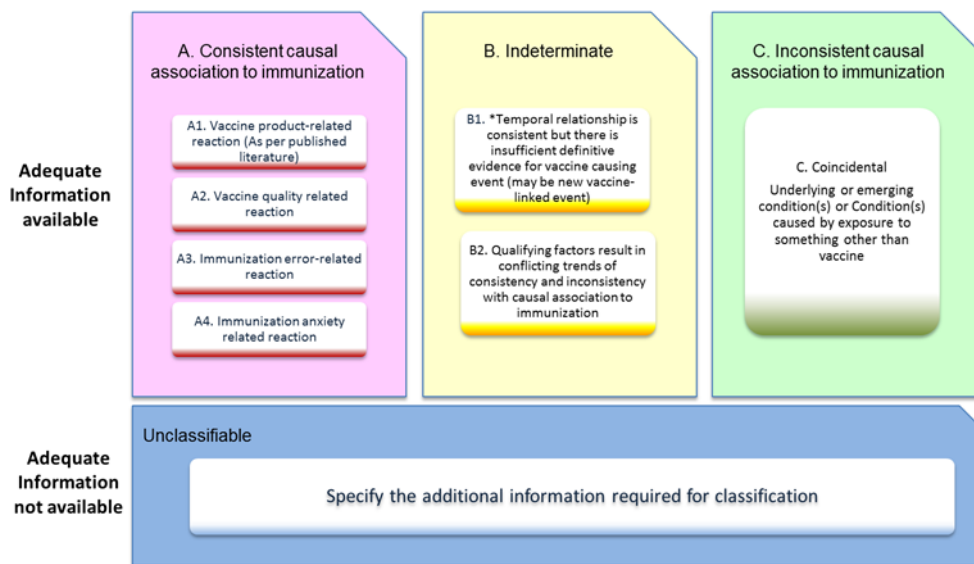 A. Consistent causal
association to immunization
A1. Vaccine product-related
reaction (As per published
literature)
A2. Vaccine quality related
reaction
A3. Immunization error-related
reaction
A4. Immunization anxiety
related reaction
B. Indeterminate
B1. *Temporal relationship is
consistent but there is
insufficient definitive
evidence for vaccine causing
event (may be new vaccine-
linked event)
B2. Qualifying factors result in
conflicting trends of
consistency and inconsistency
with causal association to
immunization
C. Inconsistent causal
association to immunization
C. Coincidental
Underlying or emerging
condition(s) or Condition(s)
caused by exposure to
something other than
vaccine
Adequate
Information
available
Adequate
Information
not available
Unclassifiable
Specify the additional information required for classification